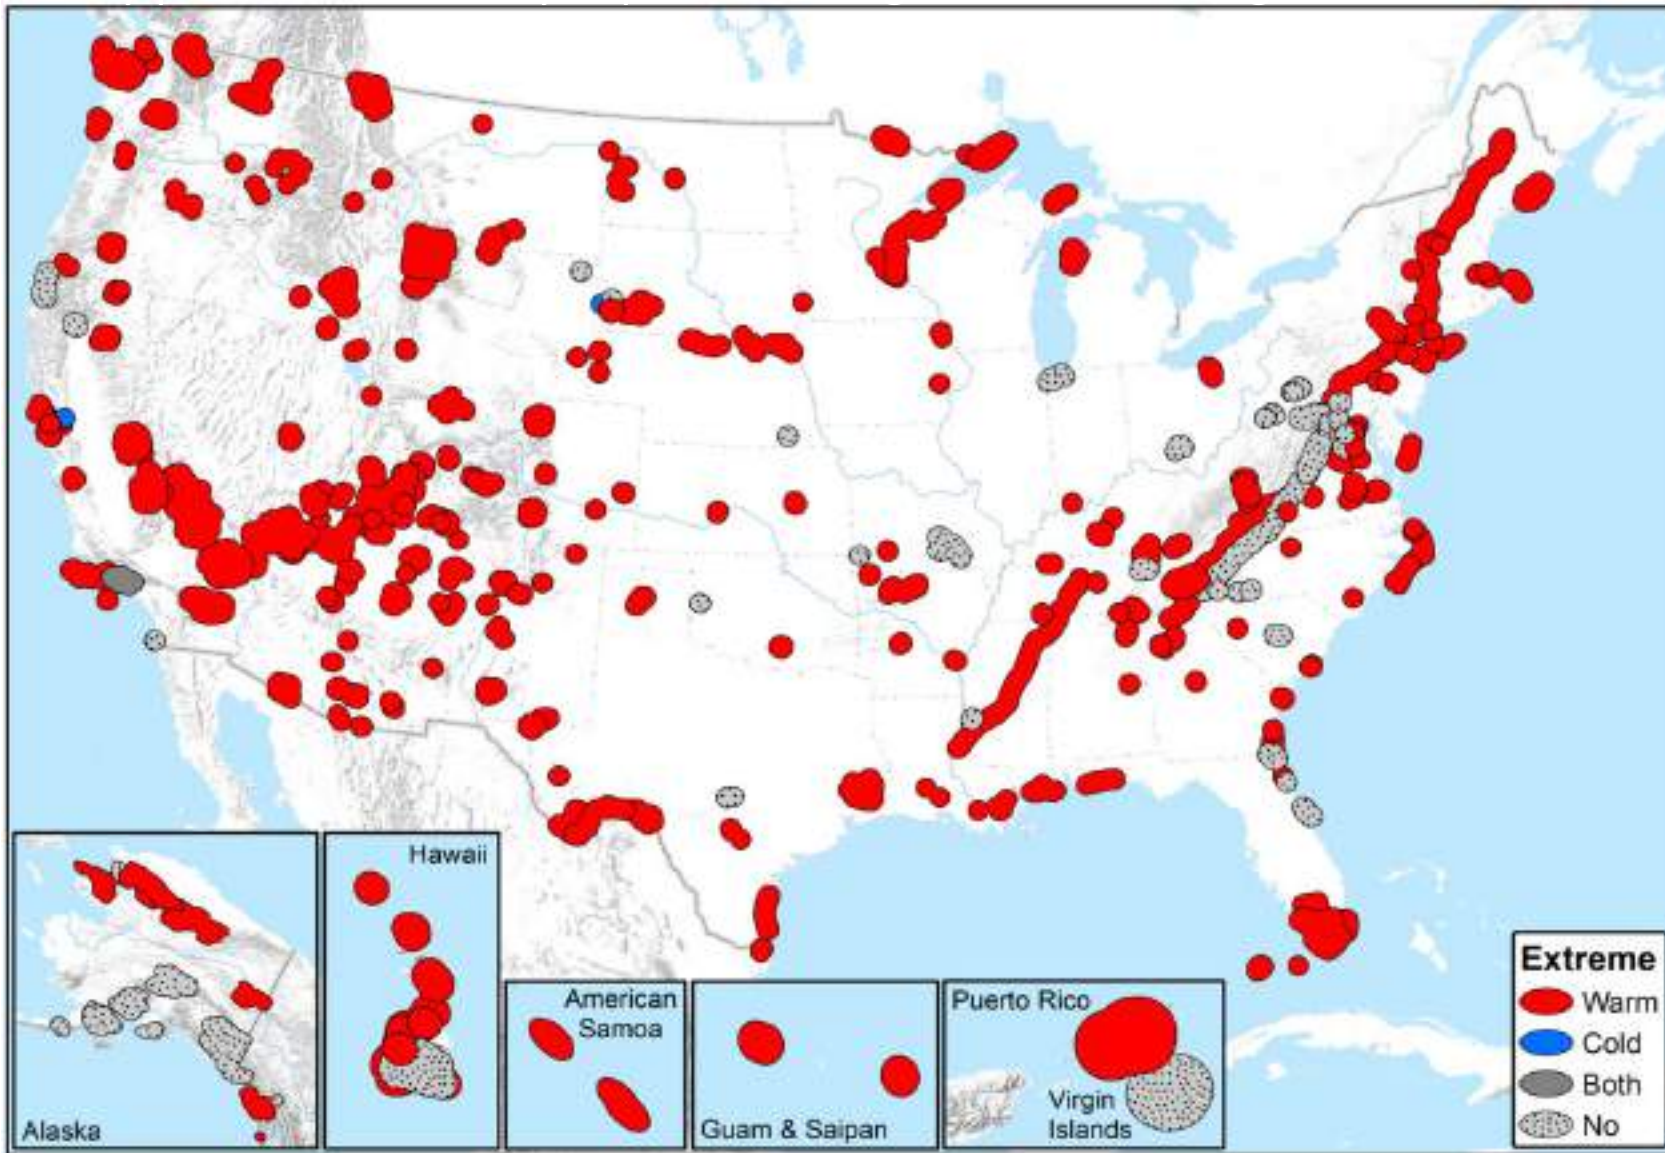 Hawaii
American
Samoa
Puerto Rico
Virgin
Islands
Guam & Saipan
Alaska
Extreme
Warm
Cold
Both
No